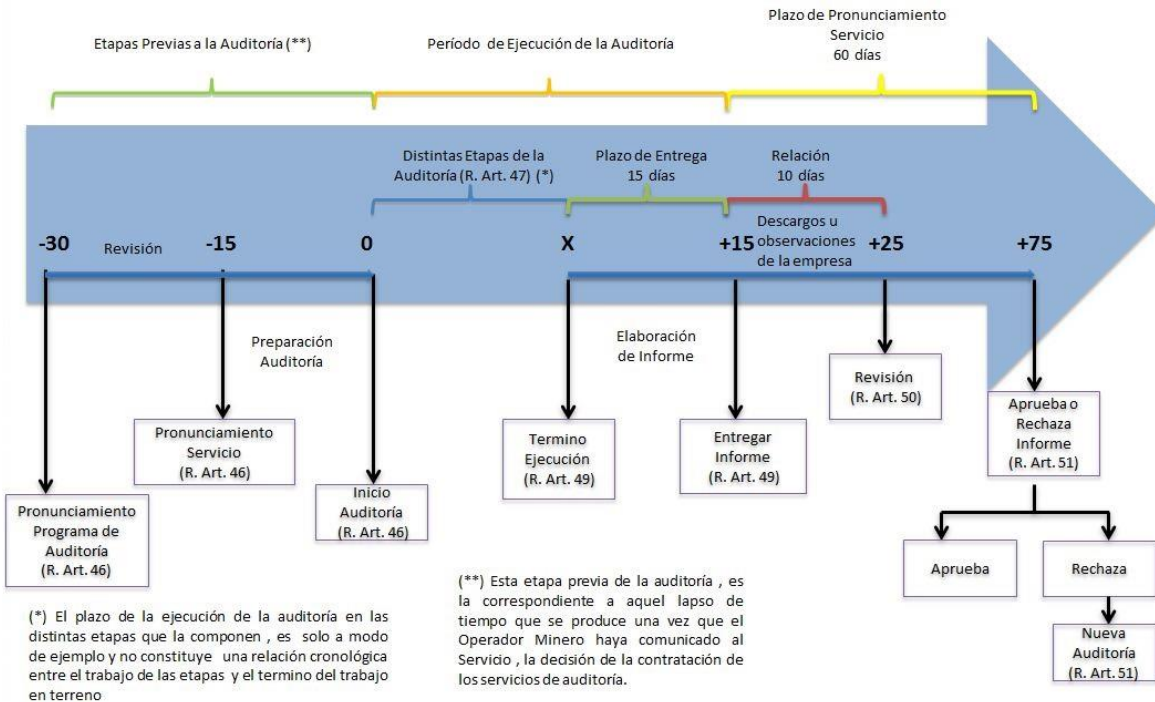 Plazo de Pronunciamiento
Servicio
60 días
Etapas Previas a la Auditoría (**)
Período de Ejecución de la Auditoría
Distintas Etapas de la
Auditoría (R. Art. 47) (*)
Plazo de Entrega
15 días
Relación
10 días
-30
Revisión
-15
0
X
+15
Descargos u
observaciones
de la empresa
+25
+75
Preparación
Auditoría
Elaboración
de Informe
Pronunciamiento
Programa de
Auditoría
(R. Art. 46)
Pronunciamiento
Servicio
(R. Art. 46)
Inicio
Auditoría
(R. Art. 46)
Termino
Ejecución
(R. Art. 49)
Entregar
Informe
(R. Art. 49)
Revisión
(R. Art. 50)
Aprueba o
Rechaza
Informe
(R. Art. 51)
Aprueba
Rechaza
Nueva
Auditoría
(R. Art. 51)
(*) El plazo de la ejecución de la auditoría en las
distintas etapas que la componen , es solo a modo
de ejemplo y no constituye una relación cronológica
entre el trabajo de las etapas y el termino del trabajo
en terreno
(**) Esta etapa previa de la auditoría , es
la correspondiente a aquel lapso de
tiempo que se produce una vez que el
Operador Minero haya comunicado al
Servicio , la decisión de la contratación de
los servicios de auditoría.